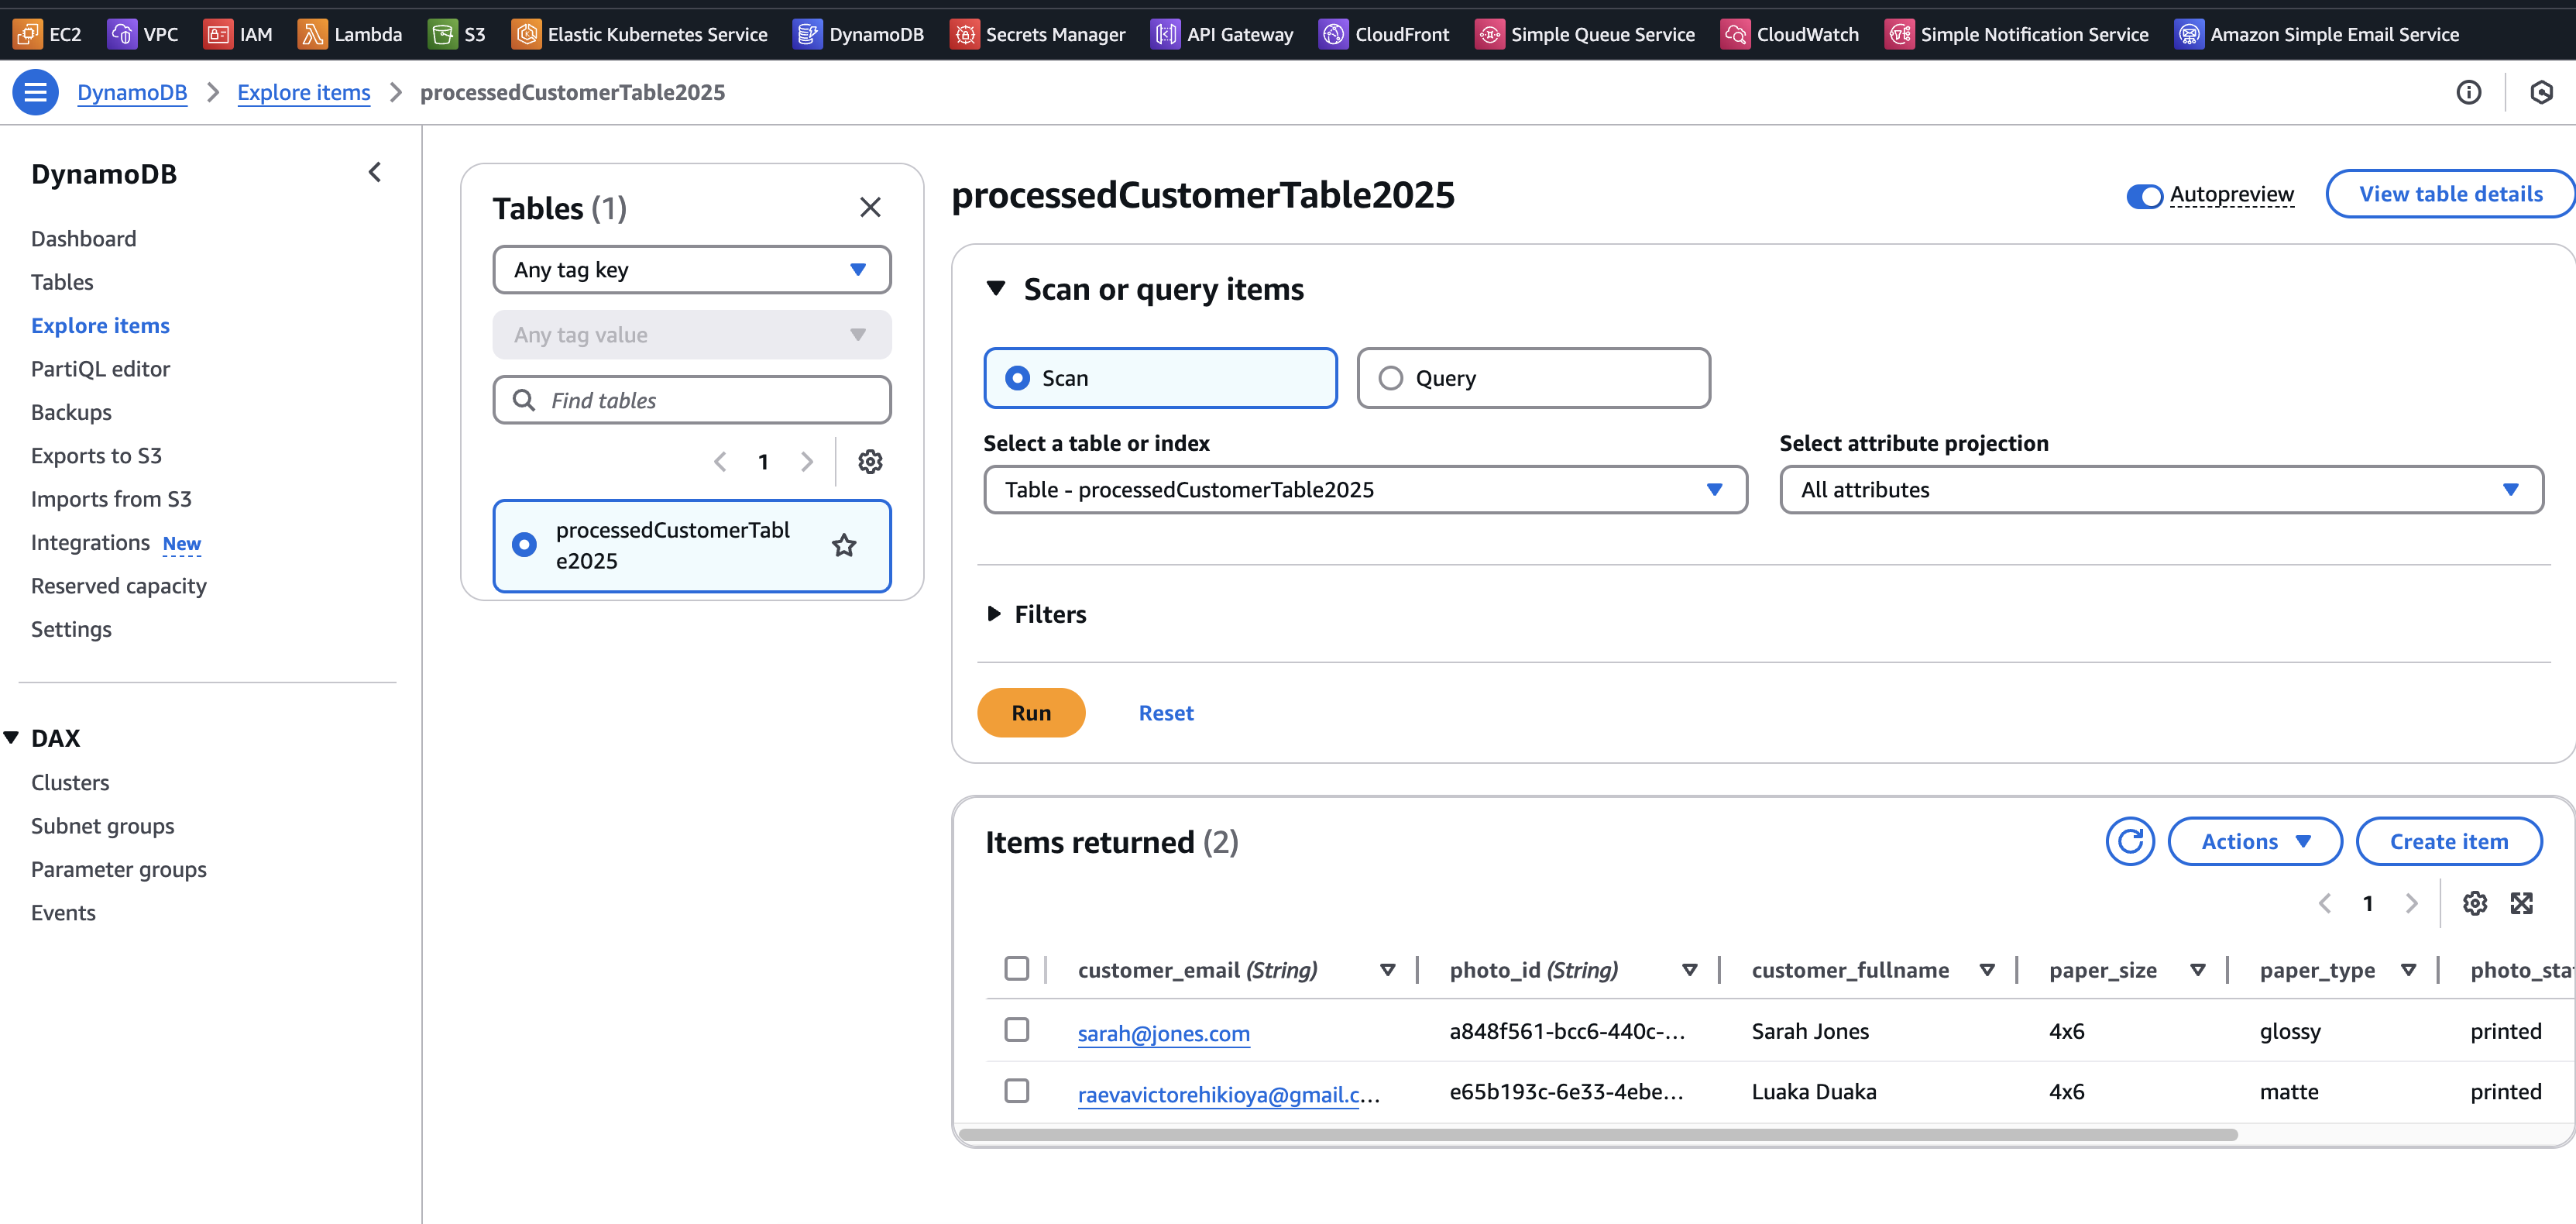 EC2 VPC IAM Lambda S3 Elastic Kubernetes Service DynamoDB Secrets Manager API Gateway CloudFront Simple Queue Service CloudWatch Simple Notification Service Amazon Simple Email Service
DynamoDB > Explore items > processedCustomerTable2025
DynamoDB
Dashboard
Tables
Explore items
PartiQL editor
Backups
Exports to S3
Imports from S3
Integrations New
Reserved capacity
Settings
DAX
Clusters
Subnet groups
Parameter groups
Events
Tables (1)
Any tag key
Any tag value
Find tables
1
processedCustomerTabl
e2025
processedCustomerTable2025
Autopreview
View table details
Scan or query items
Scan Query
Select a table or index Select attribute projection
Table - processedCustomerTable2025 All attributes
Filters
Run Reset
Items returned (2)
Actions Create item
1
customer_email (String) photo_id (String) customer_fullname paper_size paper_type photo_sta
sarah@jones.com a848f561-bcc6-440c-... Sarah Jones 4x6 glossy printed
raevavictorehikioya@gmail.c... e65b193c-6e33-4ebe... Luaka Duaka 4x6 matte printed